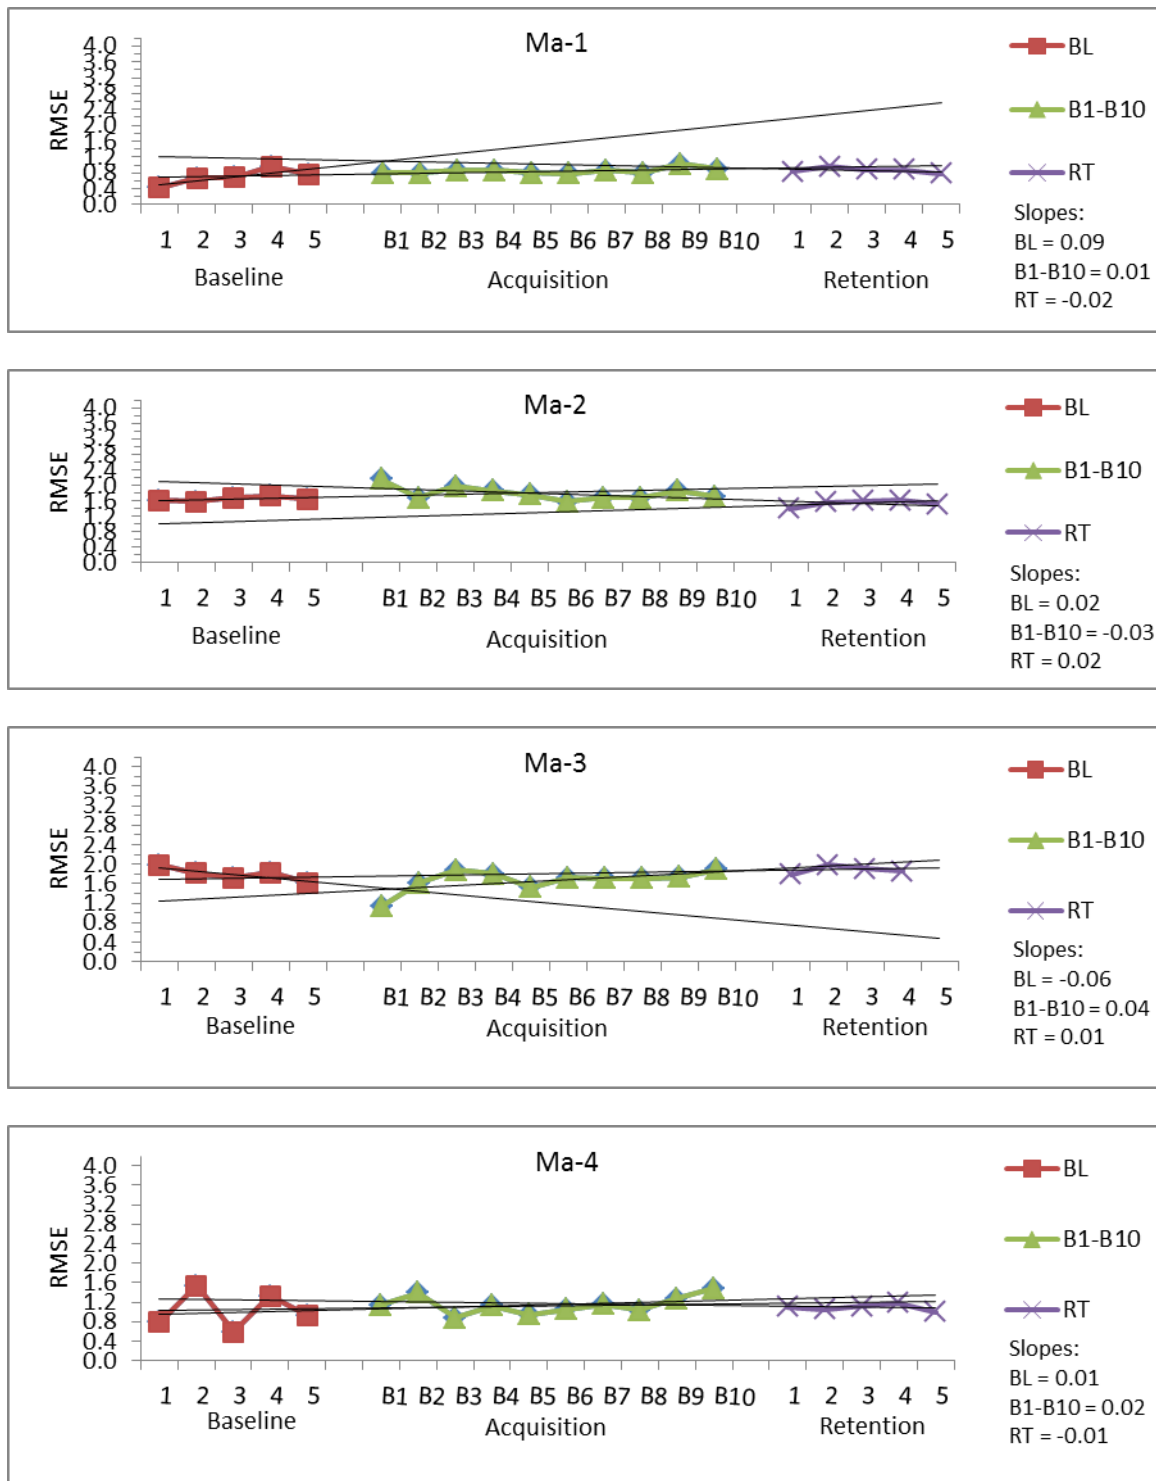 Ma-1
RMSE
4.0
3.6
3.2
2.8
2.4
2.0
1.6
1.2
0.8
0.4
0.0
1 2 3 4 5 B1 B2 B3 B4 B5 B6 B7 B8 B9 B10 1 2 3 4 5
Baseline Acquisition Retention
BL
B1-B10
RT
Slopes:
BL = 0.09
B1-B10 = 0.01
RT = -0.02
Ma-2
RMSE
4.0
3.6
3.2
2.8
2.4
2.0
1.6
1.2
0.8
0.4
0.0
1 2 3 4 5 B1 B2 B3 B4 B5 B6 B7 B8 B9 B10 1 2 3 4 5
Baseline Acquisition Retention
BL
B1-B10
RT
Slopes:
BL = 0.02
B1-B10 = -0.03
RT = 0.02
Ma-3
RMSE
4.0
3.6
3.2
2.8
2.4
2.0
1.6
1.2
0.8
0.4
0.0
1 2 3 4 5 B1 B2 B3 B4 B5 B6 B7 B8 B9 B10 1 2 3 4 5
Baseline Acquisition Retention
BL
B1-B10
RT
Slopes:
BL = -0.06
B1-B10 = 0.04
RT = 0.01
Ma-4
RMSE
4.0
3.6
3.2
2.8
2.4
2.0
1.6
1.2
0.8
0.4
0.0
1 2 3 4 5 B1 B2 B3 B4 B5 B6 B7 B8 B9 B10 1 2 3 4 5
Baseline Acquisition Retention
BL
B1-B10
RT
Slopes:
BL = 0.01
B1-B10 = 0.02
RT = -0.01